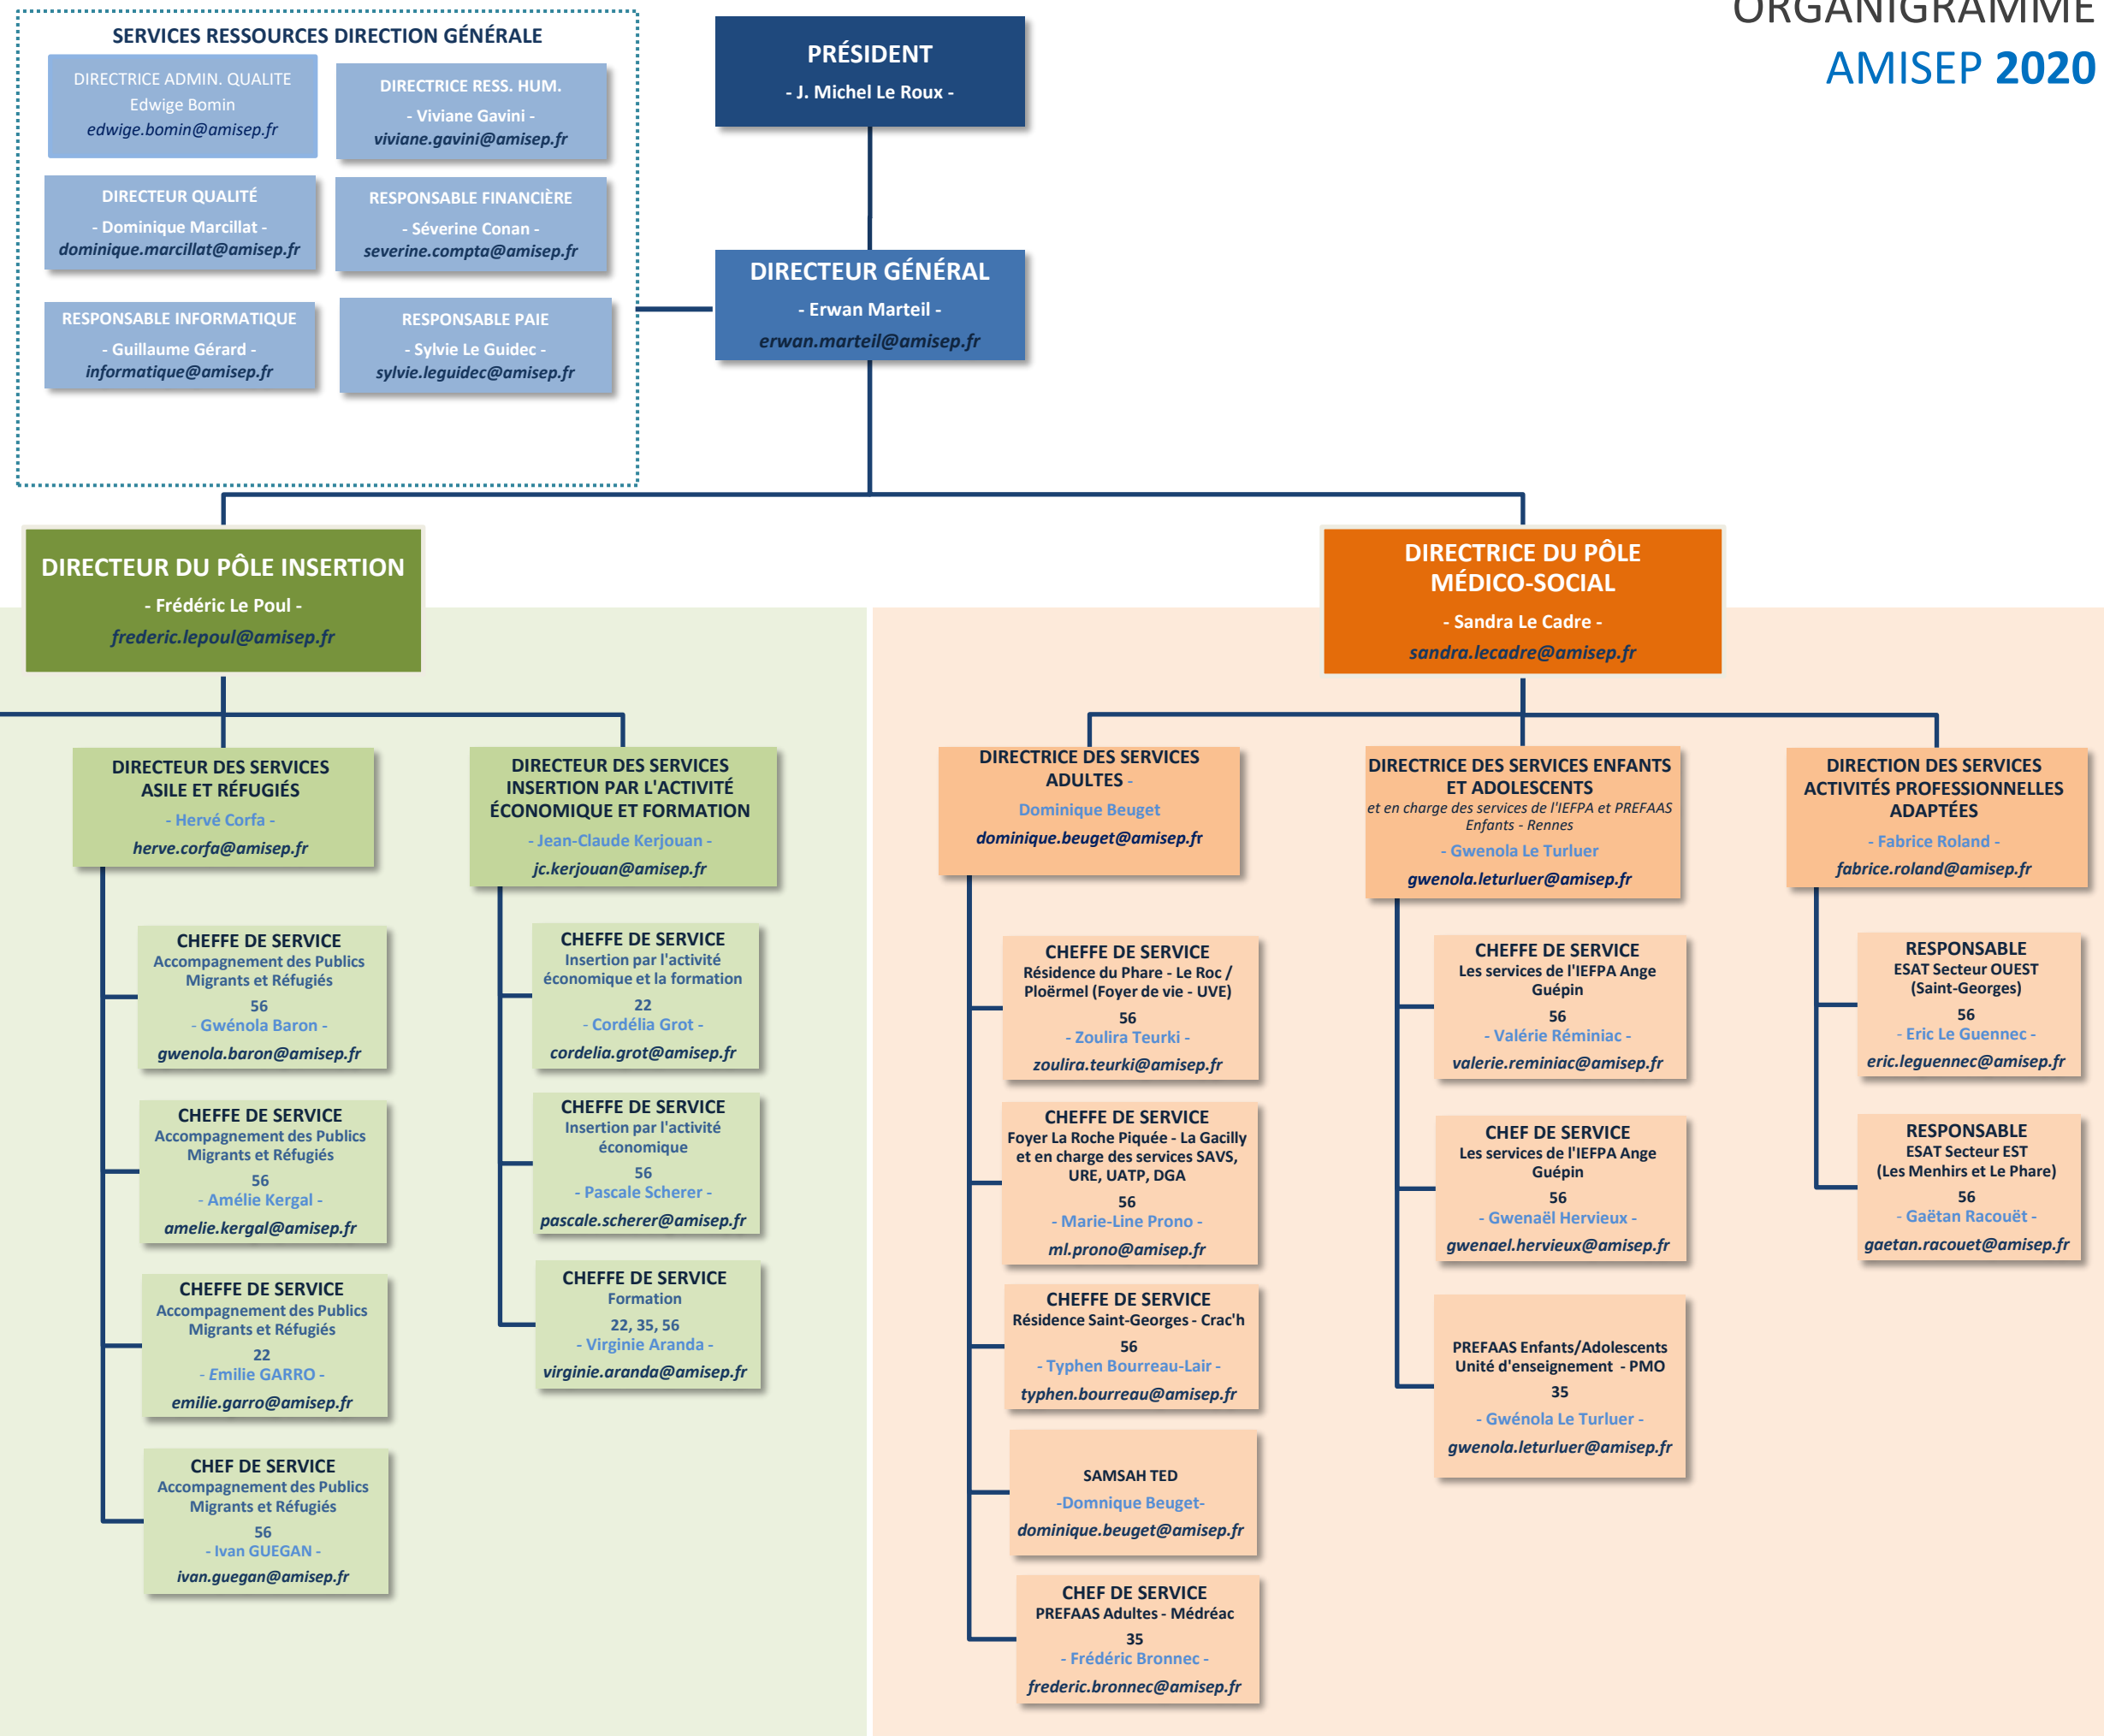 ORGANIGRAMME
AMISEP 2020
SERVICES RESSOURCES DIRECTION GÉNÉRALE
DIRECTRICE ADMIN. QUALITE
Edwige Bomin
edwige.bomin@amisep.fr
DIRECTRICE RESS. HUM.
- Viviane Gavini -
viviane.gavini@amisep.fr
DIRECTEUR QUALITÉ
- Dominique Marcillat -
dominique.marcillat@amisep.fr
RESPONSABLE FINANCIÈRE
- Séverine Conan -
severine.compta@amisep.fr
RESPONSABLE INFORMATIQUE
- Guillaume Gérard -
informatique@amisep.fr
RESPONSABLE PAIE
- Sylvie Le Guidec -
sylvie.leguidec@amisep.fr
PRÉSIDENT
- J. Michel Le Roux -
DIRECTEUR GÉNÉRAL
- Erwan Marteil -
erwan.marteil@amisep.fr
DIRECTEUR DU PÔLE INSERTION
- Frédéric Le Poul -
frederic.lepoul@amisep.fr
DIRECTEUR DES SERVICES
ASILE ET RÉFUGIÉS
- Hervé Corfa -
herve.corfa@amisep.fr
CHEFFE DE SERVICE
Accompagnement des Publics
Migrants et Réfugiés
56
- Gwénola Baron -
gwenola.baron@amisep.fr
CHEFFE DE SERVICE
Accompagnement des Publics
Migrants et Réfugiés
56
- Amélie Kergal -
amelie.kergal@amisep.fr
CHEFFE DE SERVICE
Accompagnement des Publics
Migrants et Réfugiés
22
- Emilie GARRO -
emilie.garro@amisep.fr
CHEF DE SERVICE
Accompagnement des Publics
Migrants et Réfugiés
56
- Ivan GUEGAN -
ivan.guegan@amisep.fr
DIRECTEUR DES SERVICES
INSERTION PAR L'ACTIVITÉ
ÉCONOMIQUE ET FORMATION
- Jean-Claude Kerjouan -
jc.kerjouan@amisep.fr
CHEFFE DE SERVICE
Insertion par l'activité
économique et la formation
22
- Cordélia Grot -
cordelia.grot@amisep.fr
CHEFFE DE SERVICE
Insertion par l'activité
économique
56
- Pascale Scherer -
pascale.scherer@amisep.fr
CHEFFE DE SERVICE
Formation
22, 35, 56
- Virginie Aranda -
virginie.aranda@amisep.fr
DIRECTRICE DU PÔLE
MÉDICO-SOCIAL
- Sandra Le Cadre -
sandra.lecadre@amisep.fr
DIRECTRICE DES SERVICES
ADULTES -
Dominique Beuget
dominique.beuget@amisep.fr
CHEFFE DE SERVICE
Résidence du Phare - Le Roc /
Ploërmel (Foyer de vie - UVE)
56
- Zoulira Teurki -
zoulira.teurki@amisep.fr
CHEFFE DE SERVICE
Foyer La Roche Piquée - La Gacilly
et en charge des services SAVS,
URE, UATP, DGA
56
- Marie-Line Prono -
ml.prono@amisep.fr
CHEFFE DE SERVICE
Résidence Saint-Georges - Crac'h
56
- Typhen Bourreau-Lair -
typhen.bourreau@amisep.fr
SAMSAH TED
-Domnique Beuget-
dominique.beuget@amisep.fr
CHEF DE SERVICE
PREFAAS Adultes - Médréac
35
- Frédéric Bronnec -
frederic.bronnec@amisep.fr
DIRECTRICE DES SERVICES ENFANTS
ET ADOLESCENTS
et en charge des services de l'IEFPA et PREFAAS
Enfants - Rennes
- Gwenola Le Turluer
gwenola.leturluer@amisep.fr
CHEFFE DE SERVICE
Les services de l'IEFPA Ange
Guépin
56
- Valérie Réminiac -
valerie.reminiac@amisep.fr
CHEF DE SERVICE
Les services de l'IEFPA Ange
Guépin
56
- Gwenaël Hervieux -
gwenael.hervieux@amisep.fr
PREFAAS Enfants/Adolescents
Unité d'enseignement - PMO
35
- Gwénola Le Turluer -
gwenola.leturluer@amisep.fr
DIRECTION DES SERVICES
ACTIVITÉS PROFESSIONNELLES
ADAPTÉES
- Fabrice Roland -
fabrice.roland@amisep.fr
RESPONSABLE
ESAT Secteur OUEST
(Saint-Georges)
56
- Eric Le Guennec -
eric.leguennec@amisep.fr
RESPONSABLE
ESAT Secteur EST
(Les Menhirs et Le Phare)
56
- Gaëtan Racouët -
gaetan.racouet@amisep.fr